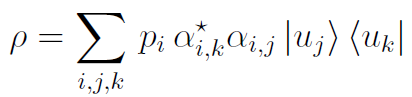 ρ = ∑_{i,j,k} p_i α^⋆_{i,k} α_{i,j} |u_j⟩ ⟨u_k|